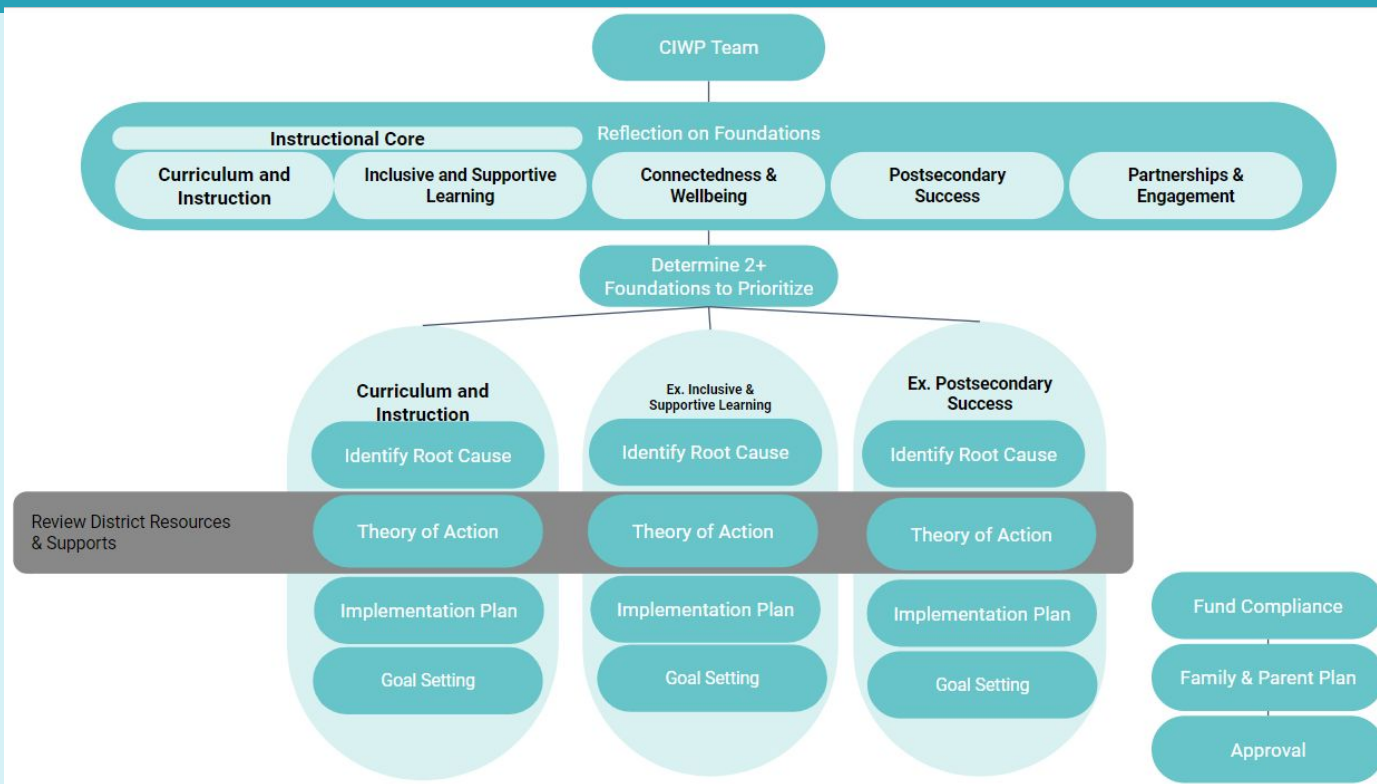 CIWP Team
Reflection on Foundations
Instructional Core
Curriculum and
Instruction
Inclusive and Supportive
Learning
Connectedness &
Wellbeing
Postsecondary
Success
Partnerships &
Engagement
Determine 2+
Foundations to Prioritize
Curriculum and
Instruction
Identify Root Cause
Theory of Action
Implementation Plan
Goal Setting
Ex. Inclusive &
Supportive Learning
Identify Root Cause
Theory of Action
Implementation Plan
Goal Setting
Ex. Postsecondary
Success
Identify Root Cause
Theory of Action
Implementation Plan
Goal Setting
Review District Resources
& Supports
Fund Compliance
Family & Parent Plan
Approval